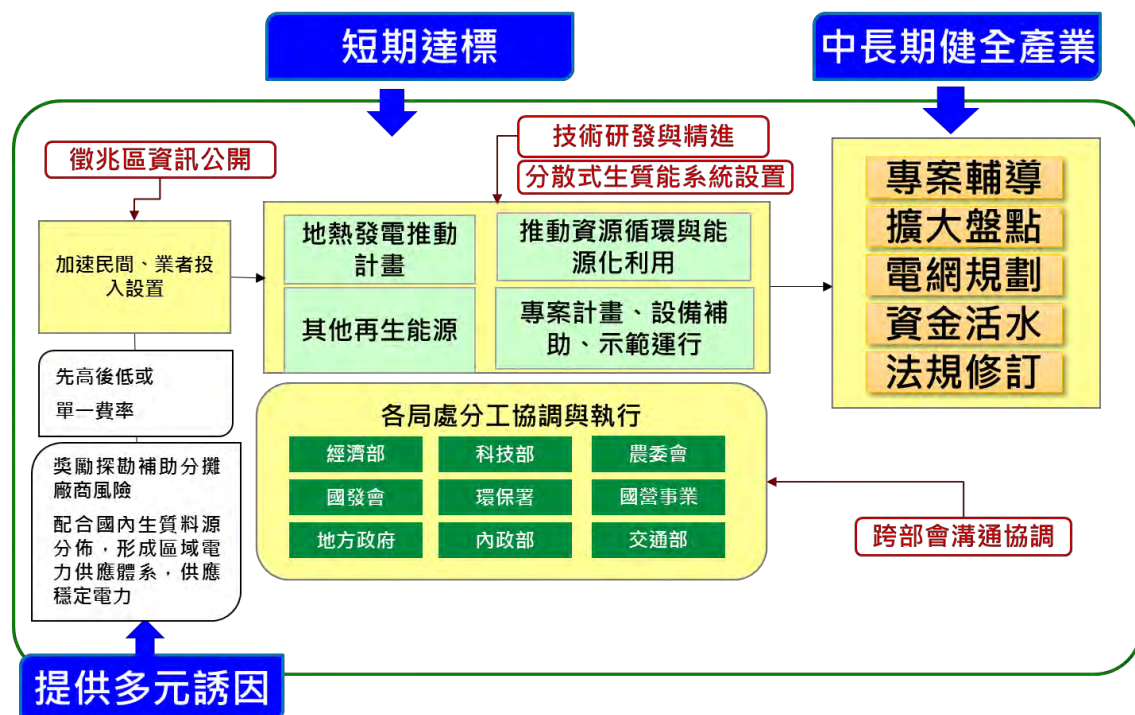 短期達標
中長期健全產業
徵兆區資訊公開
技術研發與精進
分散式生質能系統設置
加速民間、業者投
入設置
地熱發電推動
計畫
推動資源循環與能
源化利用
其他再生能源
專案計畫、設備補
助、示範運行
專案輔導
擴大盤點
電網規劃
資金活水
法規修訂
先高後低或
單一費率
獎勵探勘補助分攤
廠商風險
配合國內生質料源
分佈，形成區域電
力供應體系，供應
穩定電力
各局處分工協調與執行
經濟部
科技部
農委會
國發會
環保署
國營事業
地方政府
內政部
交通部
跨部會溝通協調
提供多元誘因